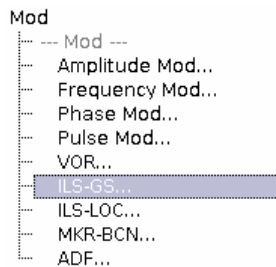 Mod
--- Mod ---
Amplitude Mod...
Frequency Mod...
Phase Mod...
Pulse Mod...
VOR...
ILS-GS...
ILS-LOC...
MKR-BCN...
ADF...